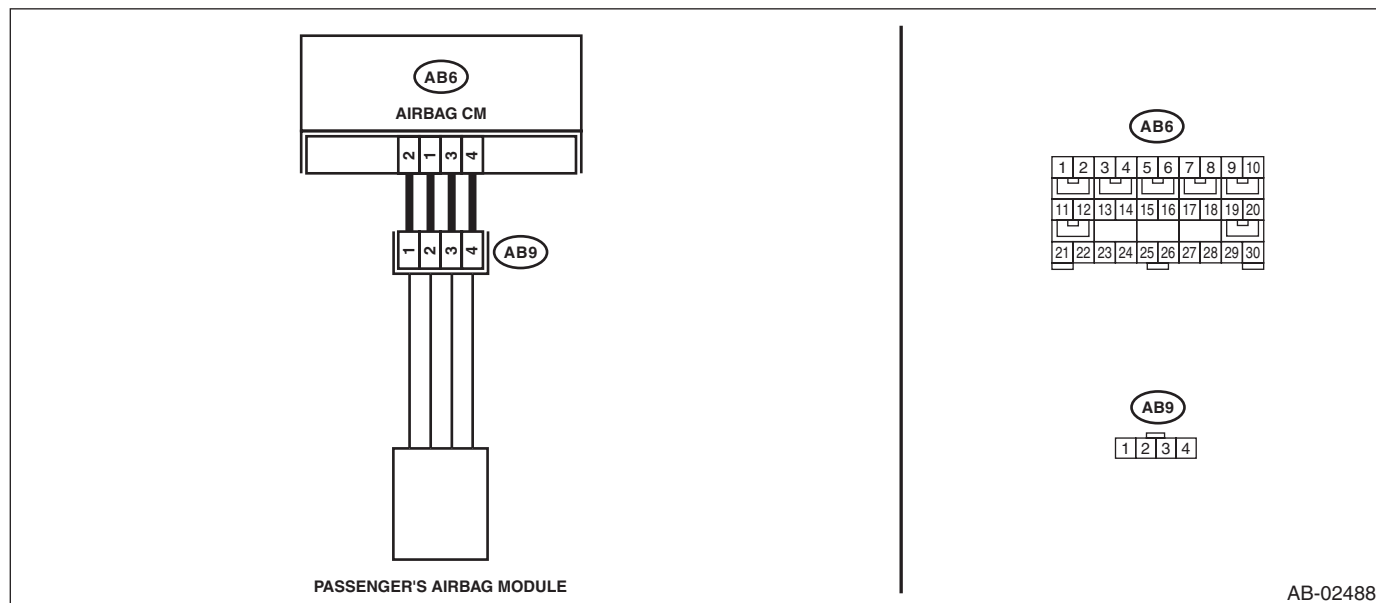 AB6
AIRBAG CM
2 1 3 4
1 2 3 4
AB9
PASSENGER'S AIRBAG MODULE
AB6
1 2 3 4 5 6 7 8 9 10
11 12 13 14 15 16 17 18 19 20
21 22 23 24 25 26 27 28 29 30
AB9
1 2 3 4
AB-02488